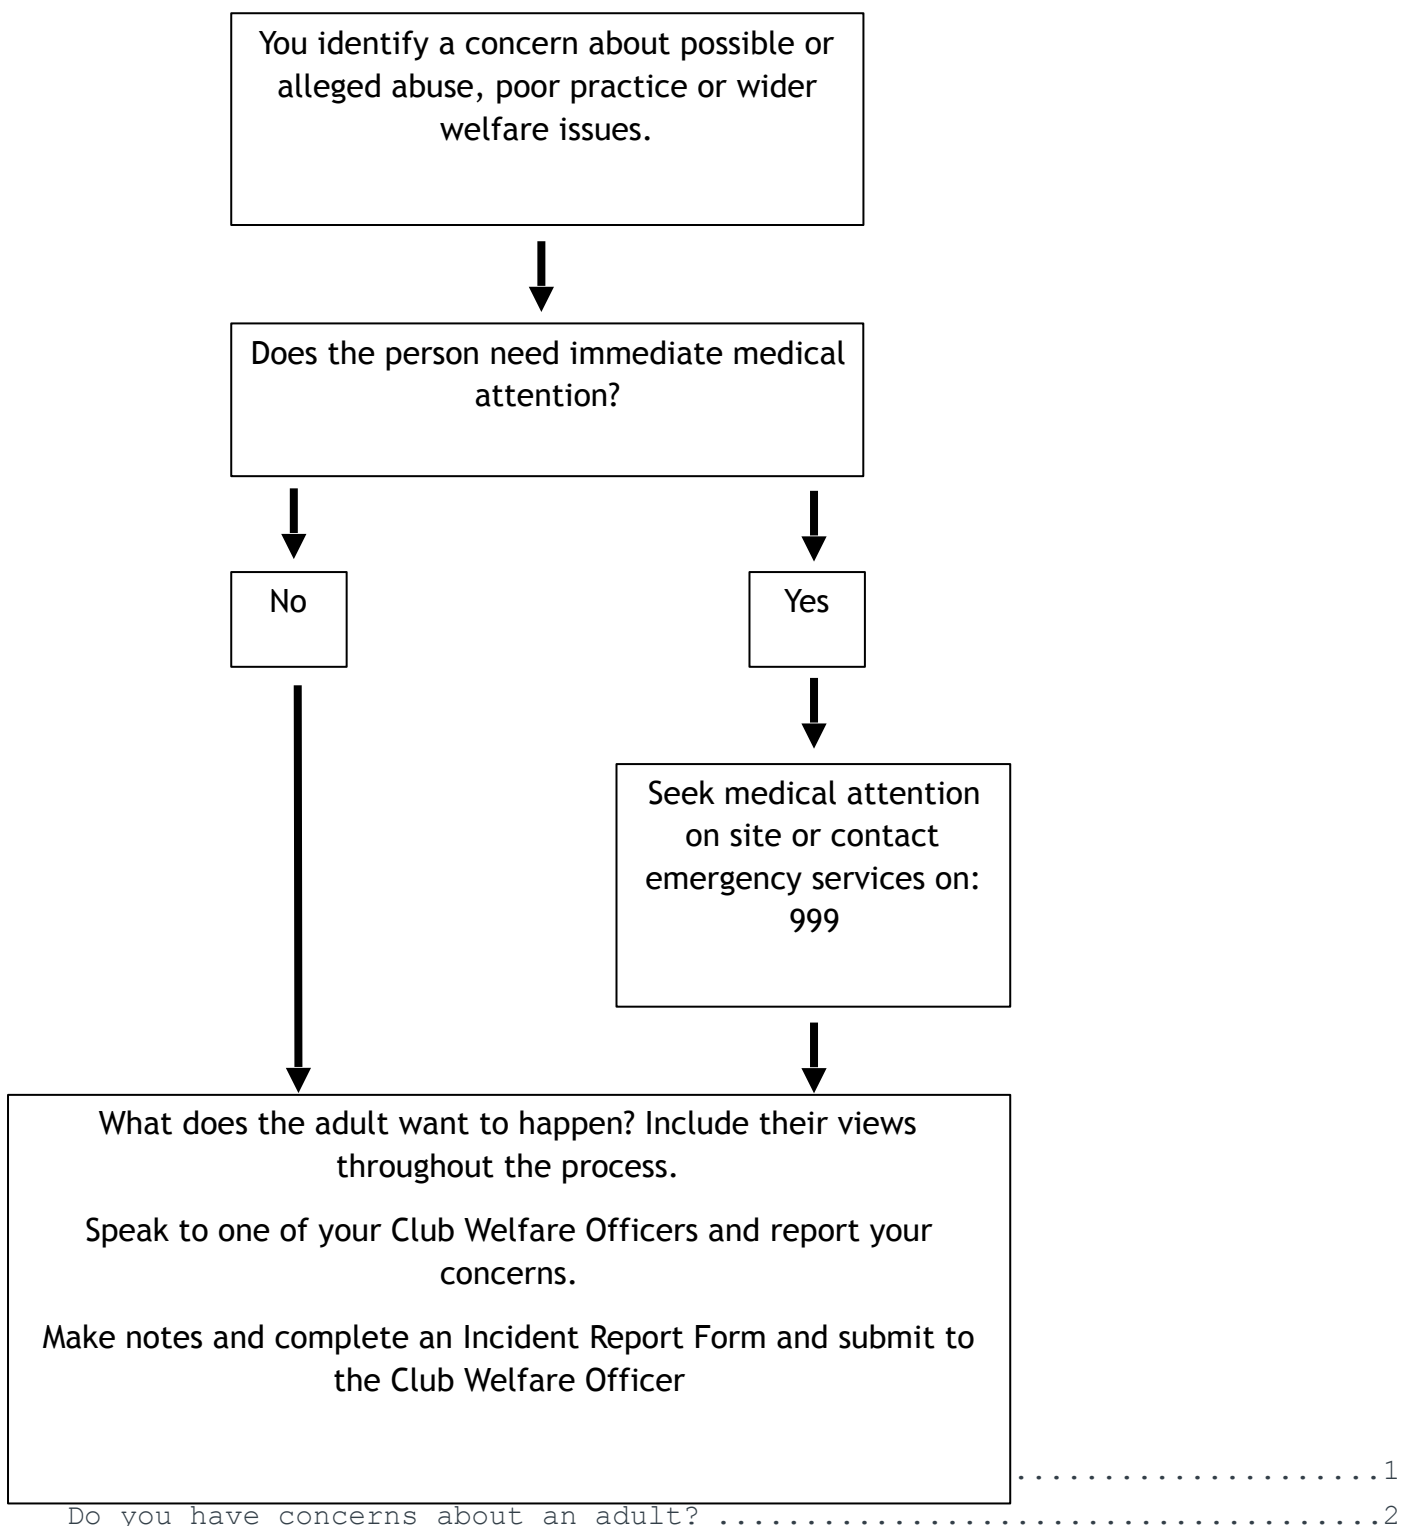 You identify a concern about possible or
alleged abuse, poor practice or wider
welfare issues.
Does the person need immediate medical
attention?
No
Yes
Seek medical attention
on site or contact
emergency services on:
999
What does the adult want to happen? Include their views
throughout the process.
Speak to one of your Club Welfare Officers and report your
concerns.
Make notes and complete an Incident Report Form and submit to
the Club Welfare Officer
.....................1
Do you have concerns about an adult? ......................................2